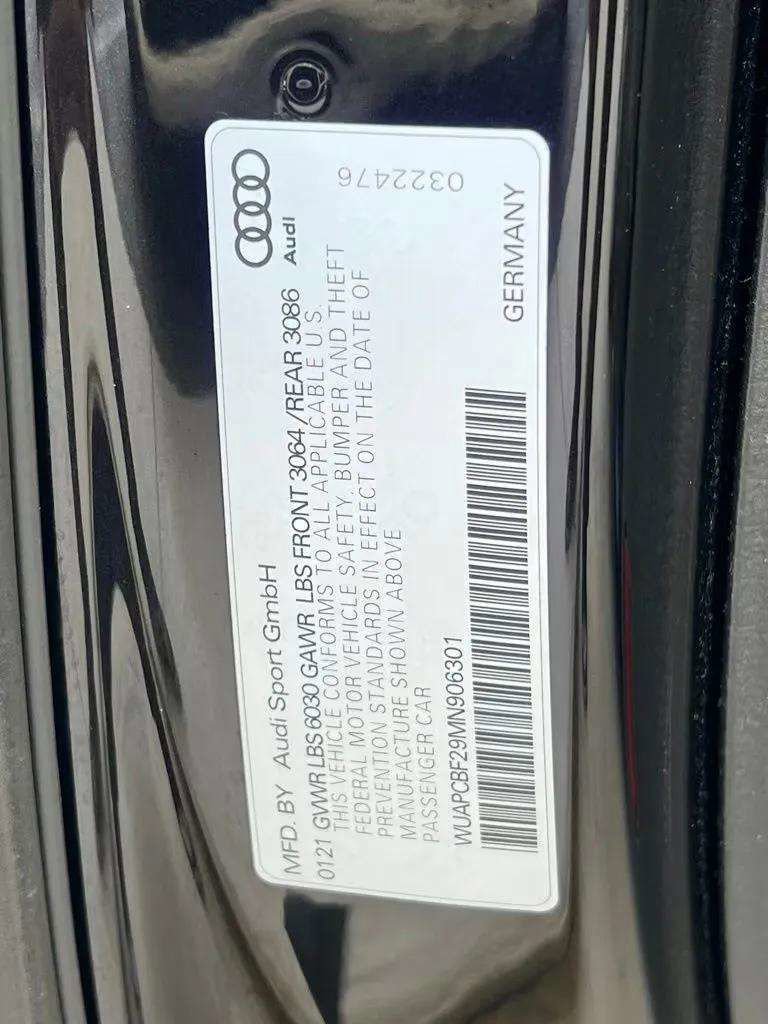 MFD. BY Audi Sport GmbH
0121 GVWR LBS 6030 GAWR LBS FRONT 3064 / REAR 3086
THIS VEHICLE CONFORMS TO ALL APPLICABLE U S.
FEDERAL MOTOR VEHICLE SAFETY. BUMPER AND THEFT
PREVENTION STANDARDS IN EFFECT ON THE DATE OF
MANUFACTURE SHOWN ABOVE
PASSENGER CAR
WUAPCBF29MN906301
Audi
0322476
GERMANY